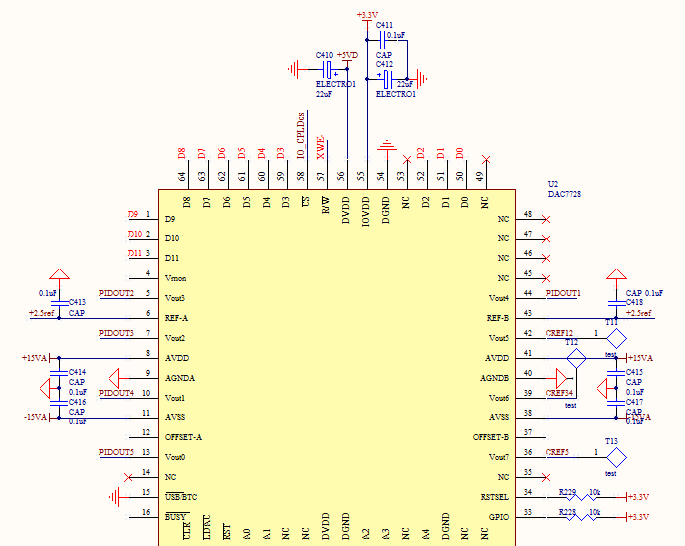 +3.3V
C411
0.1uF
CAP
C410 +5VD
C412
22uF
ELECTRO1
ELECTRO1
22uF
D8 D7 D6 D5 D4 D3 IO_CPLDcs XWE D2 D1 D0
64 63 62 61 60 59 58 57 56 55 54 53 52 51 50 49
U2
DAC7728
D8 D7 D6 D5 D4 D3 CS R/W DVDD IOVDD DGND NC D2 D1 D0 NC
D9 1 D9 NC 48
D10 2 D10 NC 47
D11 3 D11 NC 46
4 Vmon NC 45
PIDOUT2 5 Vout3 Vout4 44 PIDOUT1
0.1uF C413 CAP
CAP 0.1uF C418
+2.5ref 6 REF-A REF-B 43 +2.5ref
PIDOUT3 7 Vout2 Vout5 42 CREF12 1 T11
test
T12
+15VA 8 AVDD AVDD 41 +15VA
C414
CAP
0.1uF
9 AGNDA AGNDB 40
C415
CAP
0.1uF
PIDOUT4 10 Vout1 Vout6 39 CREF34
test
C416
CAP
0.1uF
C417
CAP
0.1uF
-15VA 11 AVSS AVSS 38
12 OFFSET-A OFFSET-B 37
PIDOUT5 13 Vout0 Vout7 36 CREF5 1 T13
test
14 NC NC 35
15 USB/BTC RSTSEL 34 R229 10k +3.3V
16 BUSY GPIO 33 R228 10k +3.3V
CLR LDAC RST A0 A1 NC NC DVDD DGND A2 A3 NC A4 DGND NC NC